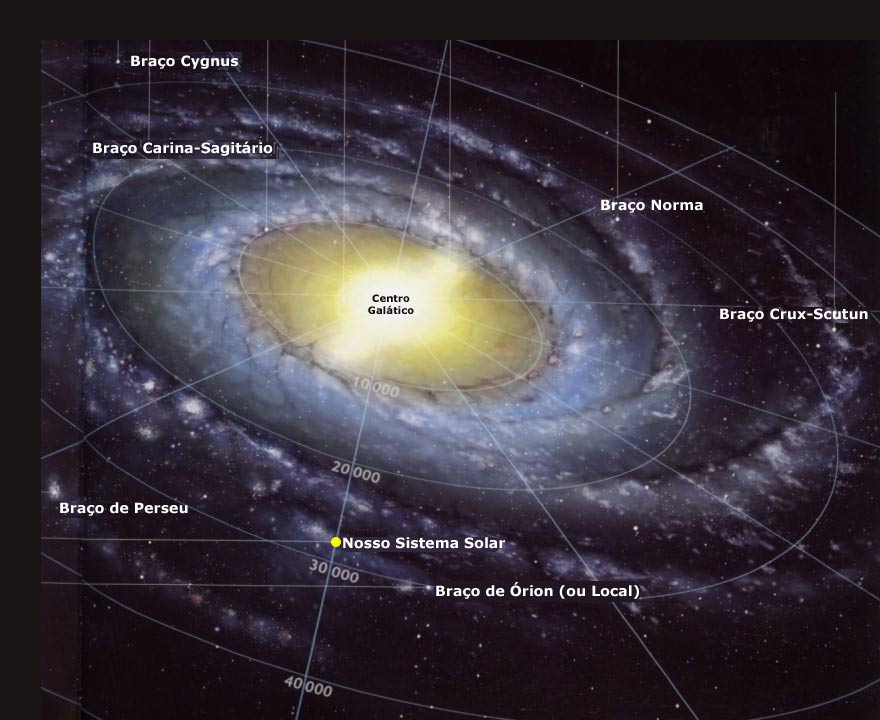 Braço Cygnus
Braço Carina-Sagitário
Braço Norma
Centro
Galático
Braço Crux-Scutun
10 000
20 000
Braço de Perseu
Nosso Sistema Solar
30 000
Braço de Órion (ou Local)
40 000